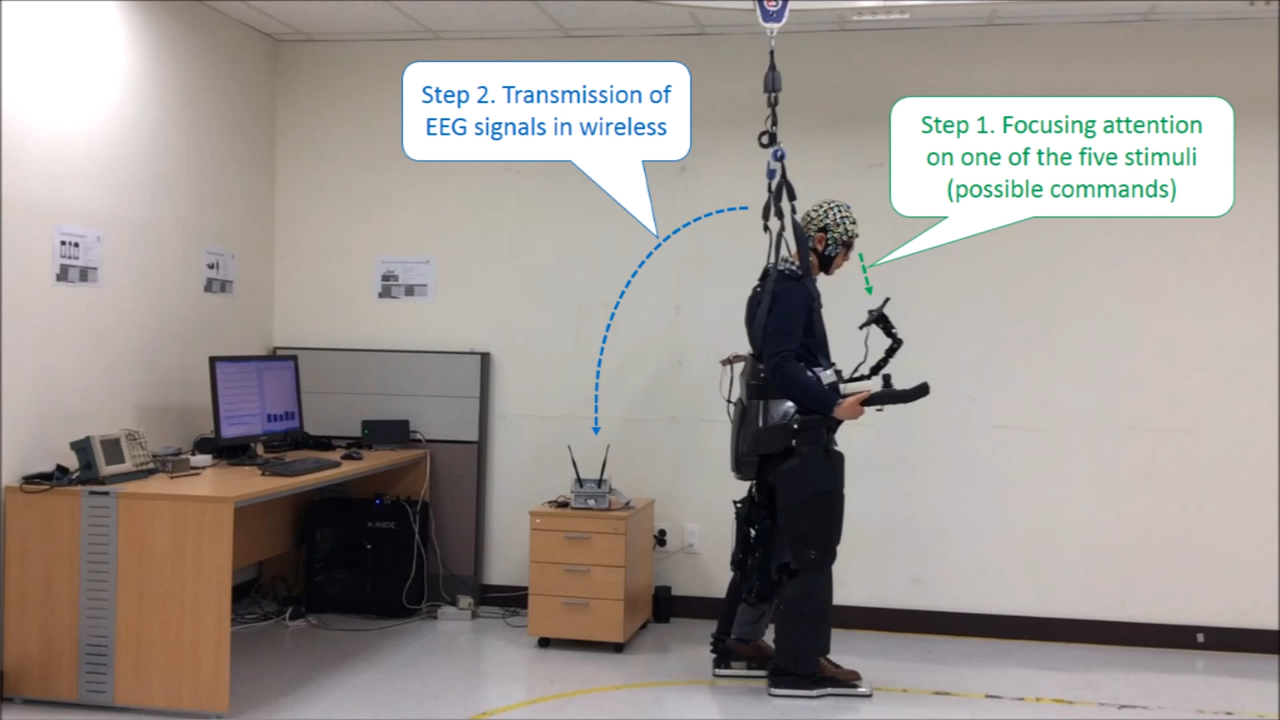 Step 2. Transmission of
EEG signals in wireless
Step 1. Focusing attention
on one of the five stimuli
(possible commands)